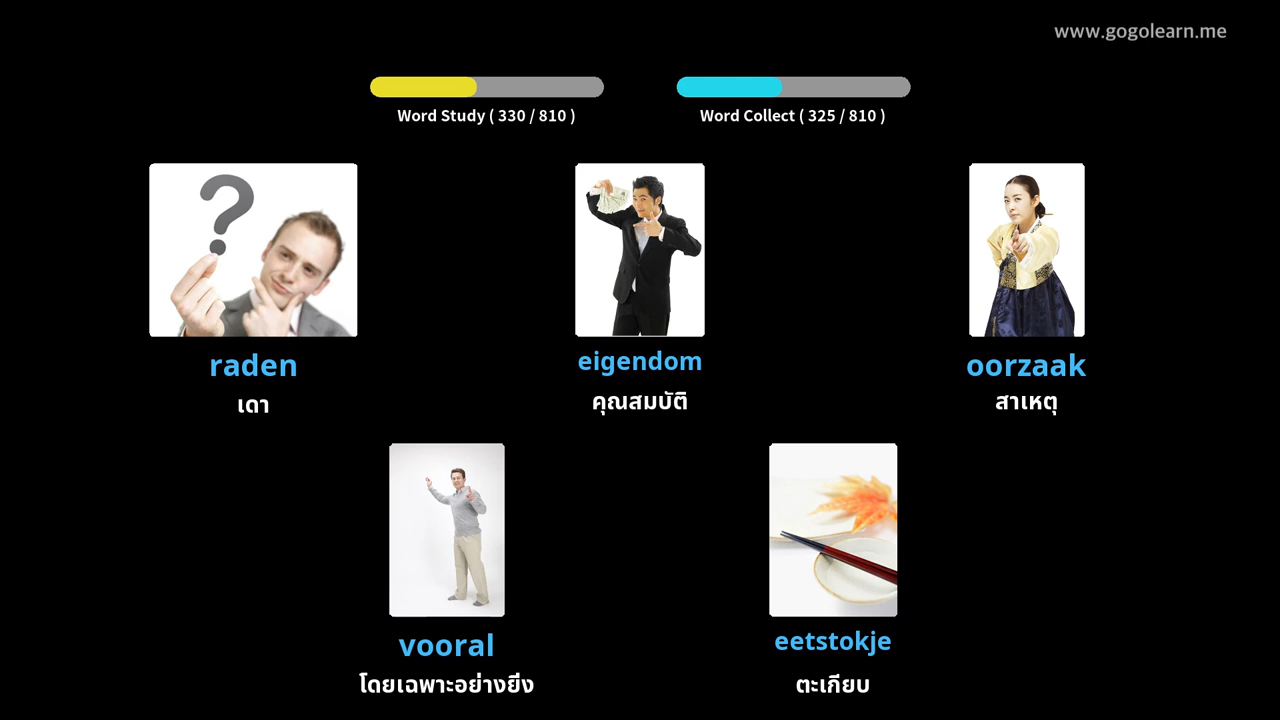 www.gogolearn.me
Word Study ( 330 / 810 )
Word Collect ( 325 / 810 )
raden
เดา
eigendom
คุณสมบัติ
oorzaak
สาเหตุ
vooral
โดยเฉพาะอย่างยิ่ง
eetstokje
ตะเกียบ